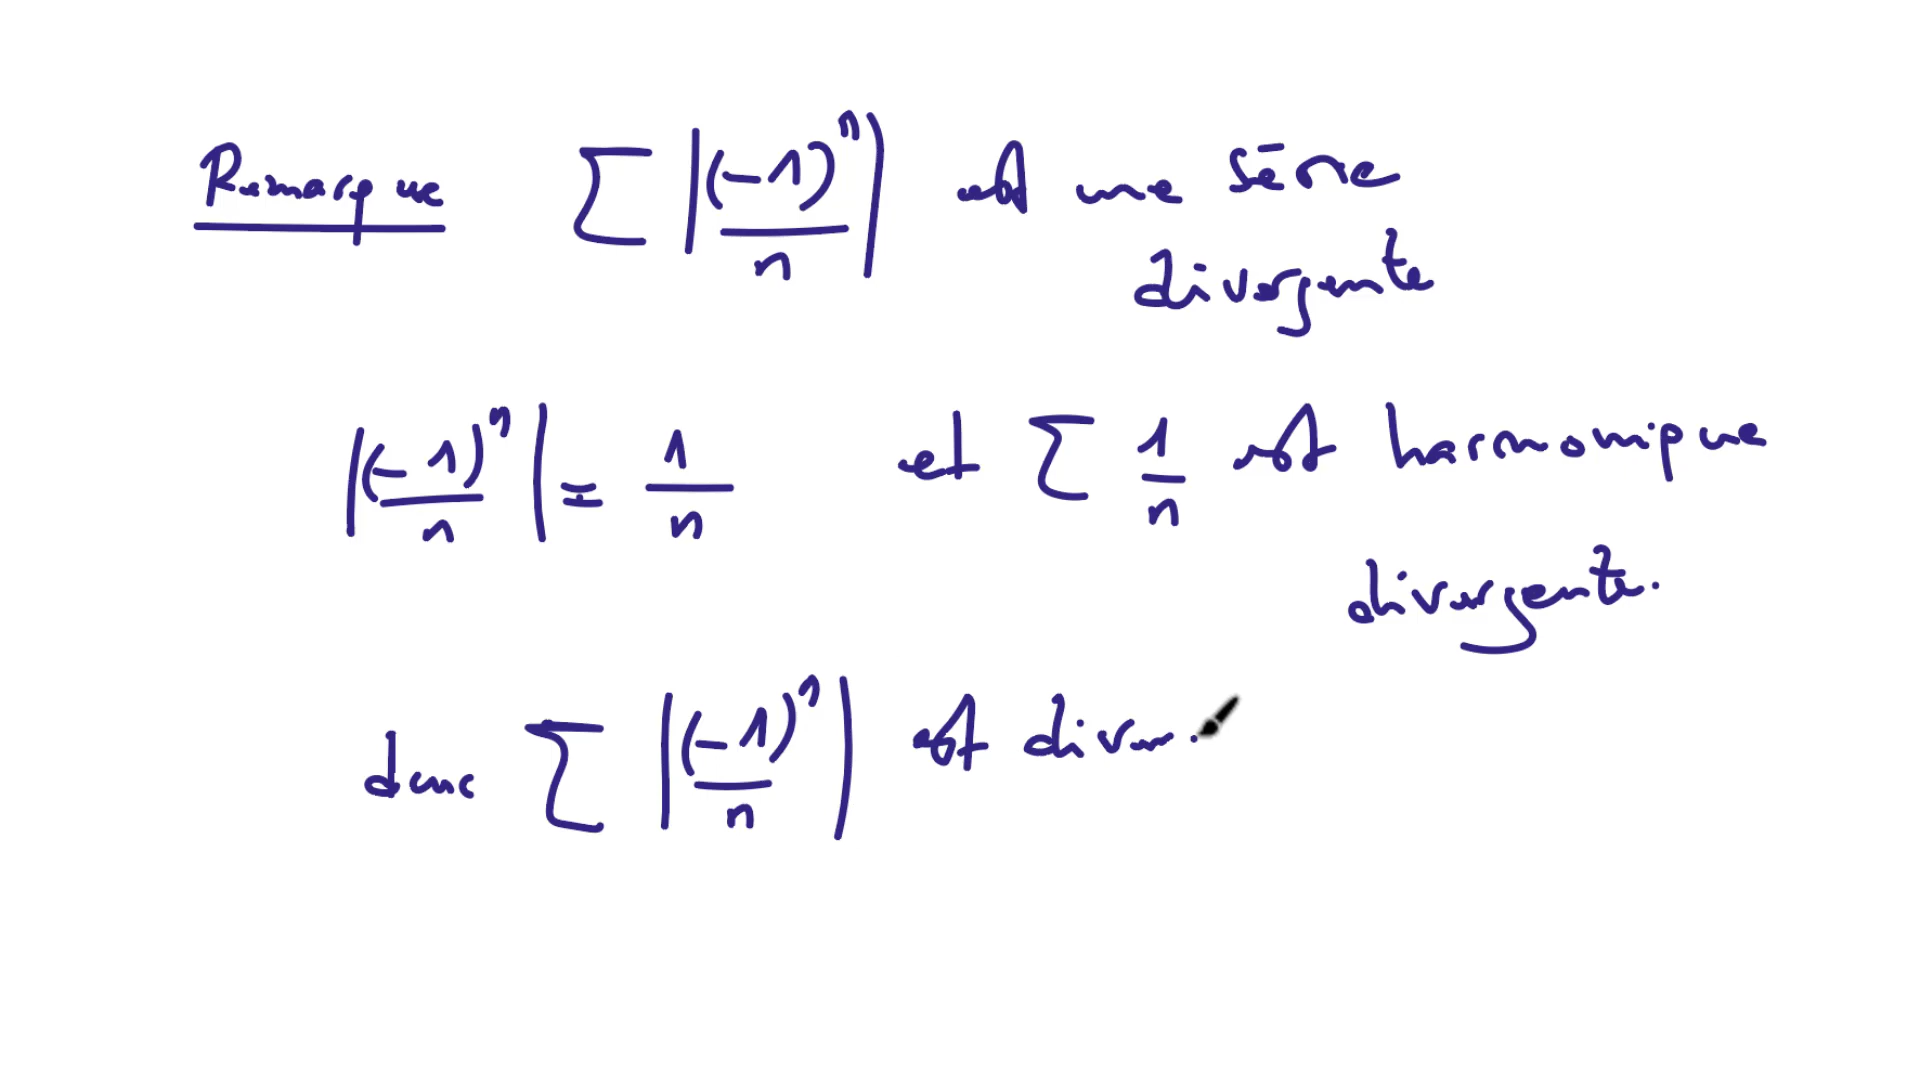 Remarque ∑ |(-1)^n / n| est une série
divergente
|(-1)^n / n| = 1/n et ∑ 1/n est harmonique
divergente.
donc ∑ |(-1)^n / n| est diver.